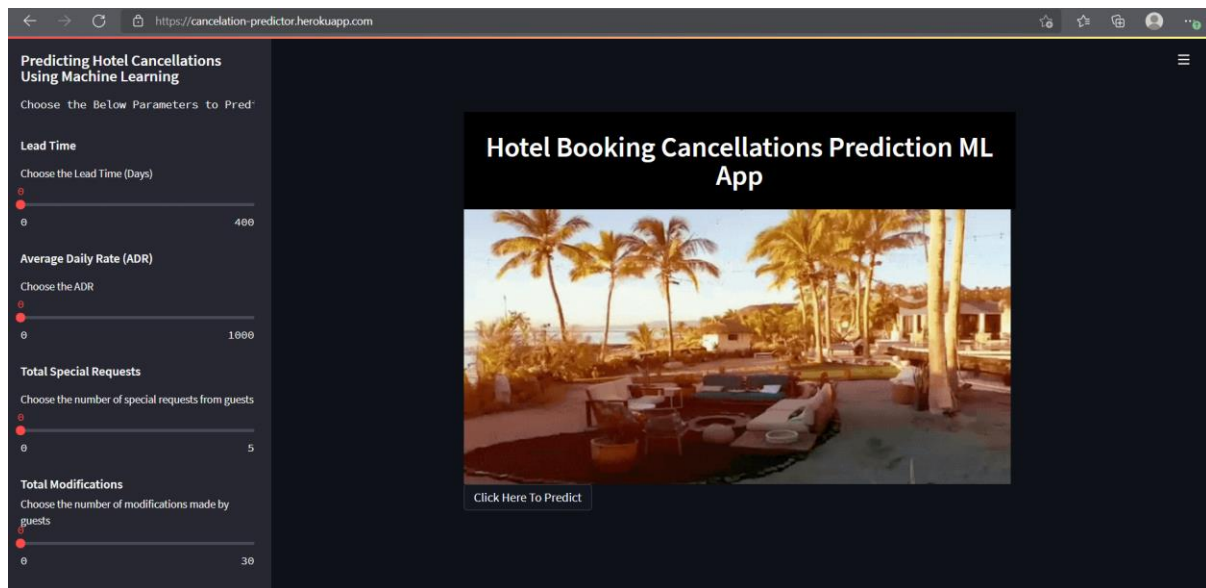 https://cancelation-predictor.herokuapp.com
Predicting Hotel Cancellations
Using Machine Learning
Choose the Below Parameters to Pred
Lead Time
Choose the Lead Time (Days)
0
0 400
Average Daily Rate (ADR)
Choose the ADR
0
0 1000
Total Special Requests
Choose the number of special requests from guests
0
0 5
Total Modifications
Choose the number of modifications made by
guests
0
0 30
Hotel Booking Cancellations Prediction ML
App
Click Here To Predict